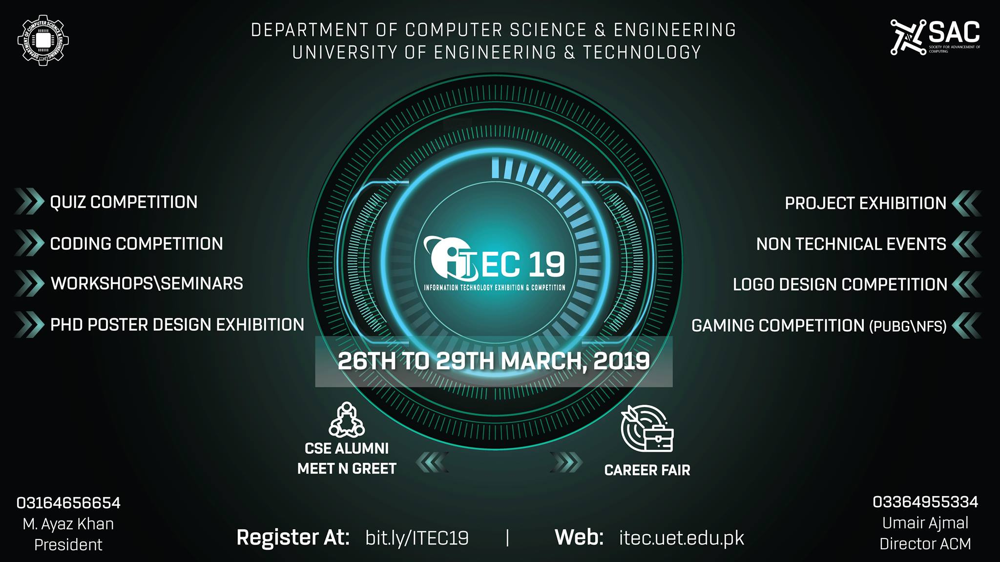 DEPARTMENT OF COMPUTER SCIENCE & ENGINEERING
DEPARTMENT OF COMPUTER SCIENCE & ENGINEERING
UNIVERSITY OF ENGINEERING & TECHNOLOGY
SAC
SOCIETY FOR ADVANCEMENT OF
COMPUTING
QUIZ COMPETITION
CODING COMPETITION
WORKSHOPS\SEMINARS
PHD POSTER DESIGN EXHIBITION
iTEC 19
INFORMATION TECHNOLOGY EXHIBITION & COMPETITION
PROJECT EXHIBITION
NON TECHNICAL EVENTS
LOGO DESIGN COMPETITION
GAMING COMPETITION (PUBG\NFS)
26TH TO 29TH MARCH, 2019
CSE ALUMNI
MEET N GREET
CAREER FAIR
03164656654
M. Ayaz Khan
President
Register At: bit.ly/ITEC19 | Web: itec.uet.edu.pk
03364955334
Umair Ajmal
Director ACM